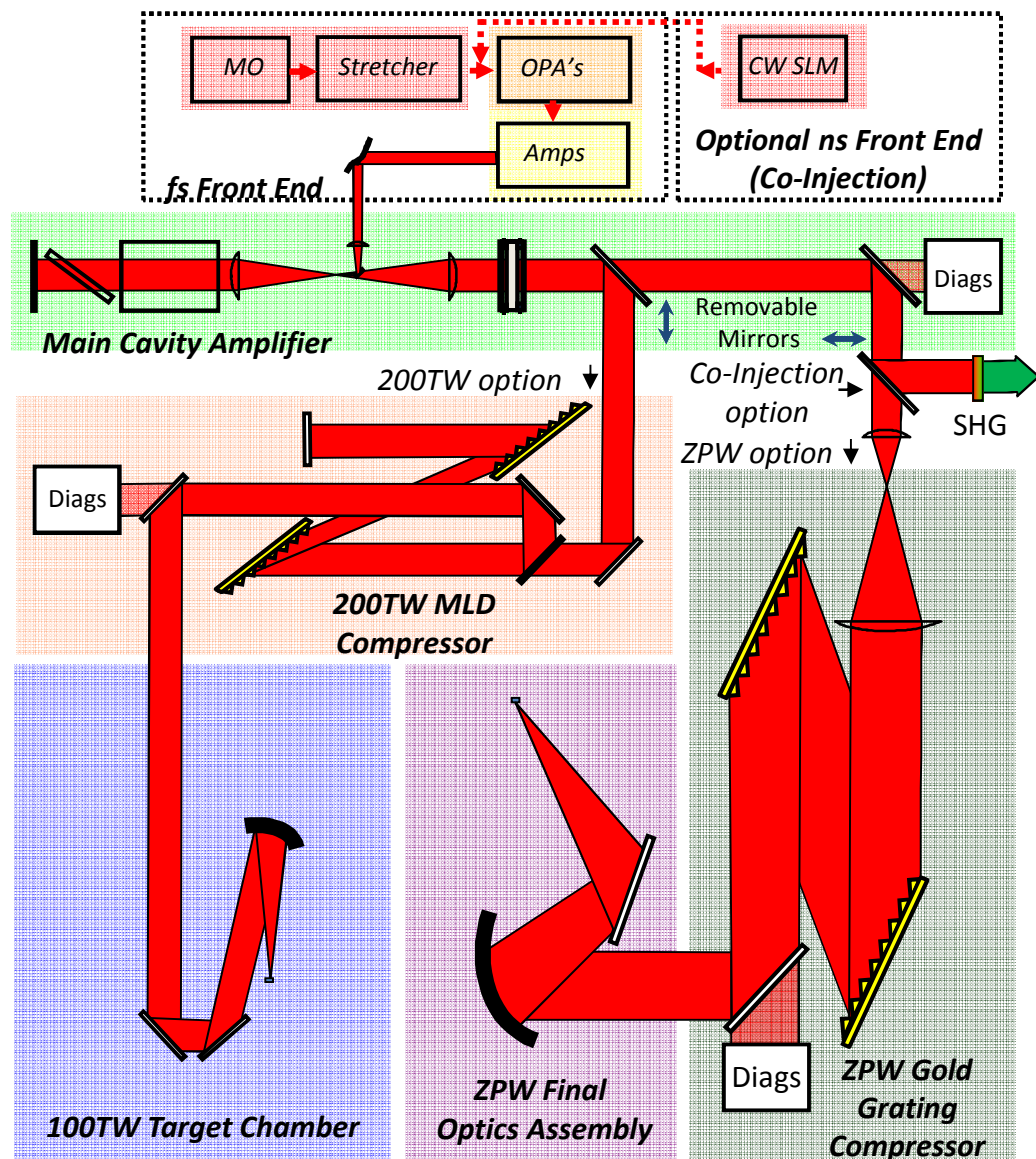 MO
Stretcher
OPA's
CW SLM
Amps
fs Front End
Optional ns Front End
(Co-Injection)
Diags
Main Cavity Amplifier
Removable
Mirrors
200TW option
Co-Injection
option
SHG
ZPW option
Diags
200TW MLD
Compressor
Diags
100TW Target Chamber
ZPW Final
Optics Assembly
ZPW Gold
Grating
Compressor